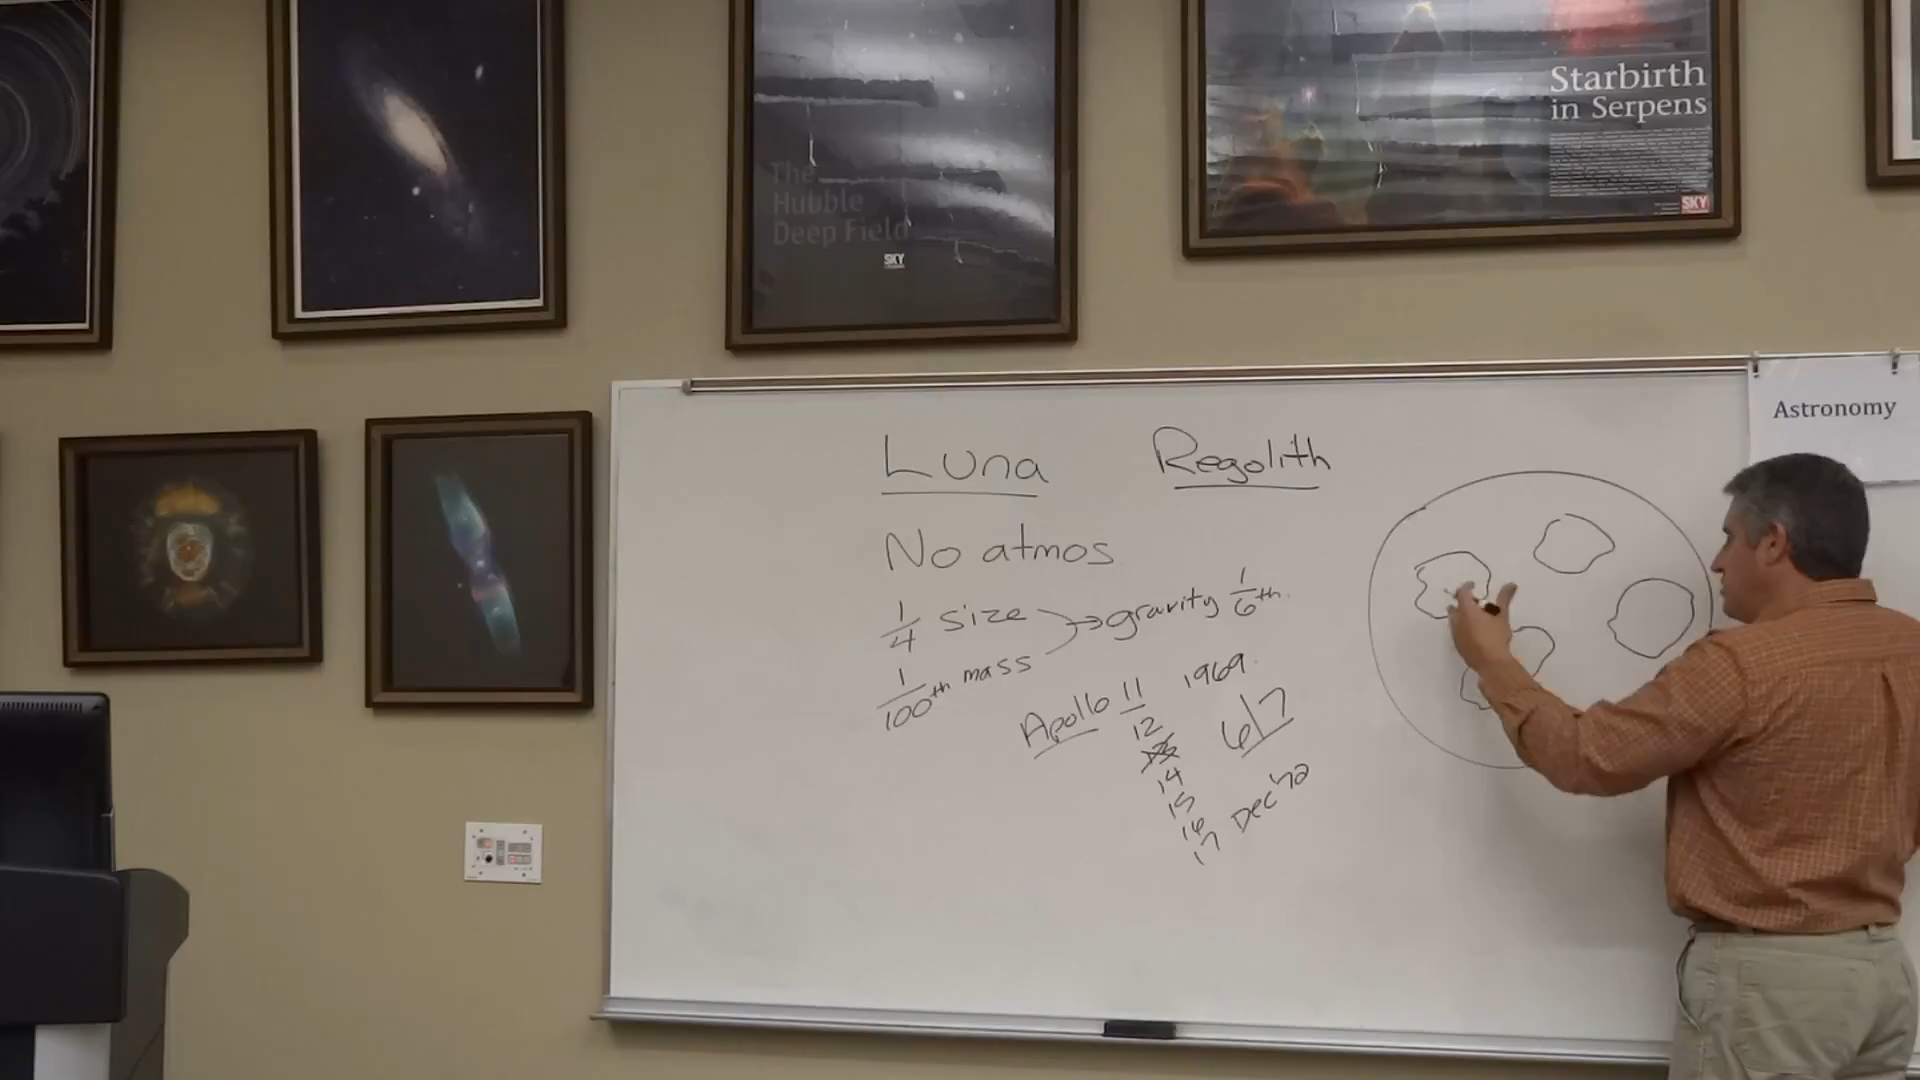 Starbirth
in Serpens
SKY
The
Hubble
Deep Field
SKY
Astronomy
Luna
Regolith
No atmos
1/4 size → gravity 1/6th.
1/100th mass
Apollo 11 1969.
12
14
15
16
17 Dec '72
6/7